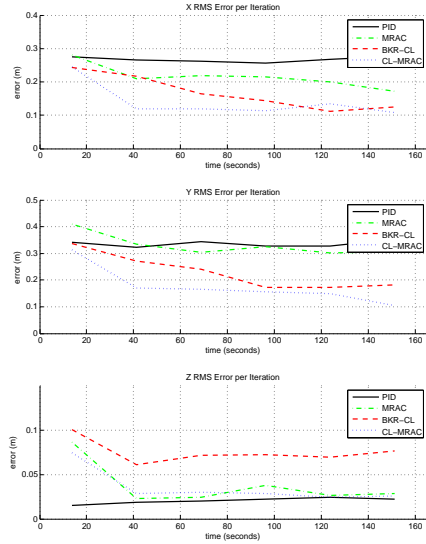 X RMS Error per Iteration
0.4
0.3
0.2
0.1
0
error (m)
PID
MRAC
BKR−CL
CL−MRAC
0 20 40 60 80 100 120 140 160
time (seconds)
Y RMS Error per Iteration
0.5
0.4
0.3
0.2
0.1
0
error (m)
PID
MRAC
BKR−CL
CL−MRAC
0 20 40 60 80 100 120 140 160
time (seconds)
Z RMS Error per Iteration
0.1
0.05
0
error (m)
PID
MRAC
BKR−CL
CL−MRAC
0 20 40 60 80 100 120 140 160
time (seconds)